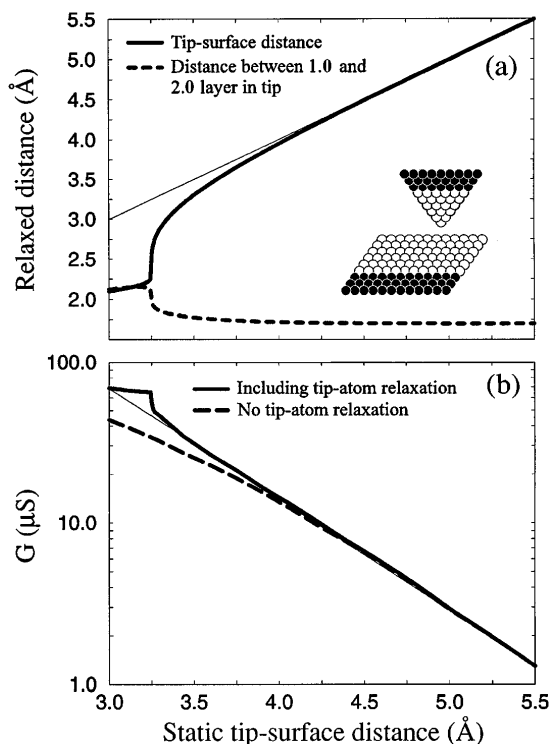 5.5
5.0
4.5
4.0
3.5
3.0
2.5
2.0
Relaxed distance (Å)
Tip-surface distance
Distance between 1.0 and
2.0 layer in tip
(a)
100.0
10.0
1.0
G (μS)
Including tip-atom relaxation
No tip-atom relaxation
(b)
3.0 3.5 4.0 4.5 5.0 5.5
Static tip-surface distance (Å)